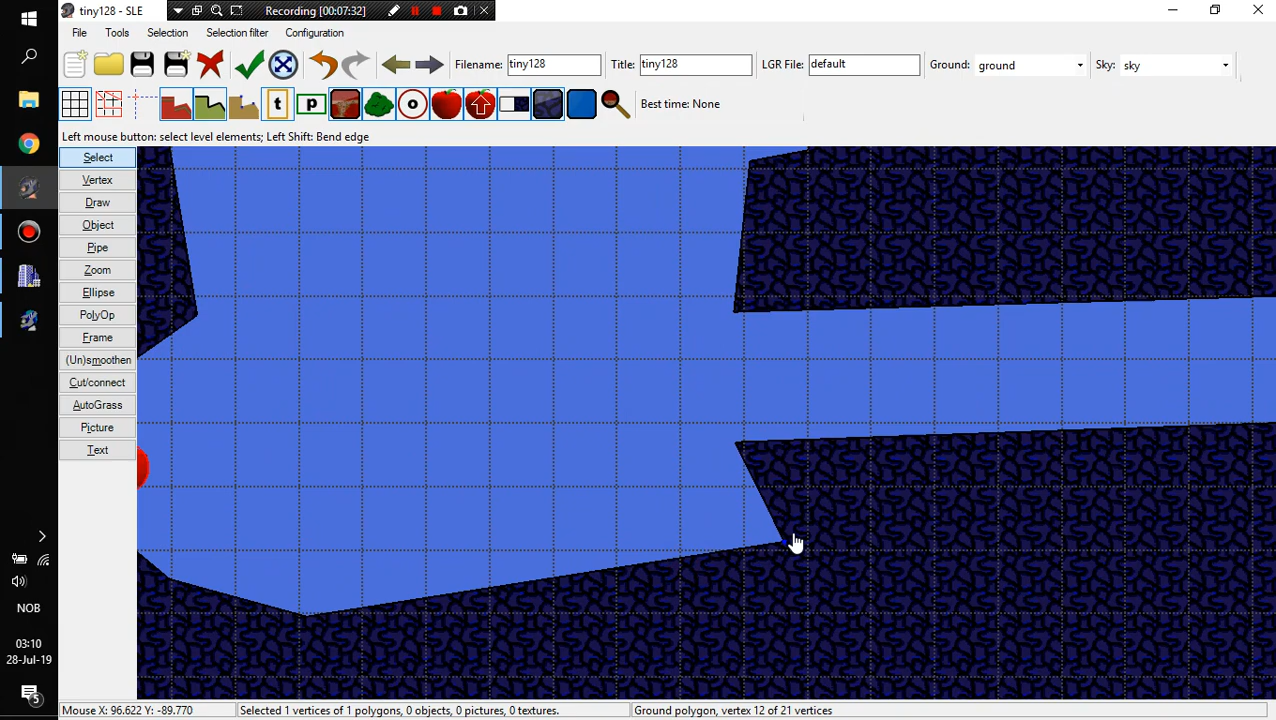 tiny128 - SLE
Recording [00:07:32]
File Tools Selection Selection filter Configuration
Filename: tiny128 Title: tiny128 LGR File: default Ground: ground Sky: sky
t p o Best time: None
Left mouse button: select level elements; Left Shift: Bend edge
Select
Vertex
Draw
Object
Pipe
Zoom
Ellipse
PolyOp
Frame
(Un)smoothen
Cut/connect
AutoGrass
Picture
Text
NOB
03:10
28-Jul-19
5
Mouse X: 96.622 Y: -89.770 Selected 1 vertices of 1 polygons, 0 objects, 0 pictures, 0 textures. Ground polygon, vertex 12 of 21 vertices